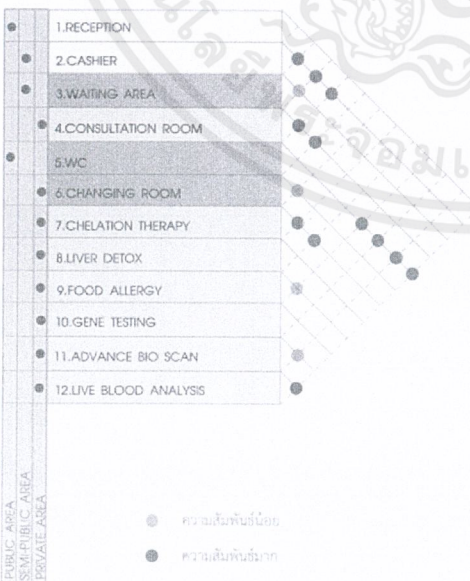 1.RECEPTION
2.CASHIER
3.WAITING AREA
4.CONSULTATION ROOM
5.WC
6.CHANGING ROOM
7.CHELATION THERAPY
8.LIVER DETOX
9.FOOD ALLERGY
10.GENE TESTING
11.ADVANCE BIO SCAN
12.LIVE BLOOD ANALYSIS
PUBLIC AREA
SEMI-PUBLIC AREA
PRIVATE AREA
ความสัมพันธ์น้อย
ความสัมพันธ์มาก